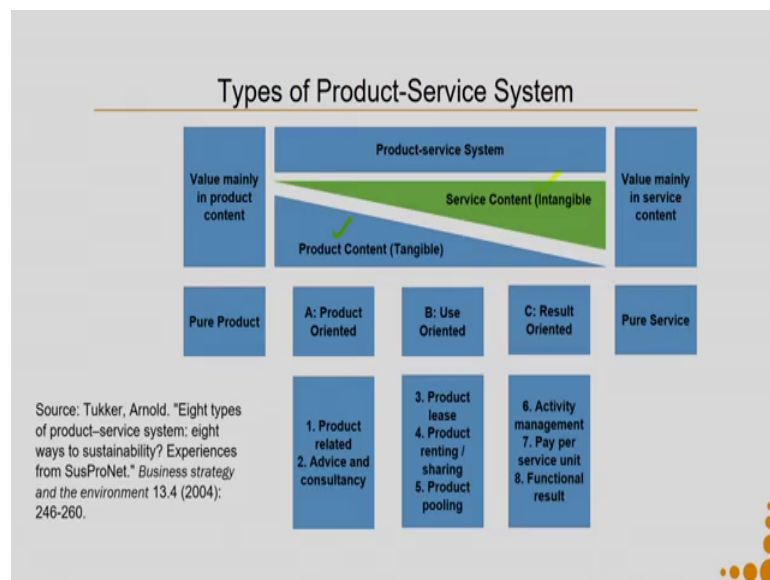 Types of Product-Service System
Value mainly
in product
content
Product-service System
Service Content (Intangible
Product Content (Tangible)
Value mainly
in service
content
Pure Product
A: Product
Oriented
B: Use
Oriented
C: Result
Oriented
Pure Service
1. Product
related
2. Advice and
consultancy
3. Product
lease
4. Product
renting /
sharing
5. Product
pooling
6. Activity
management
7. Pay per
service unit
8. Functional
result
Source: Tukker, Arnold. "Eight types
of product–service system: eight
ways to sustainability? Experiences
from SusProNet." Business strategy
and the environment 13.4 (2004):
246-260.